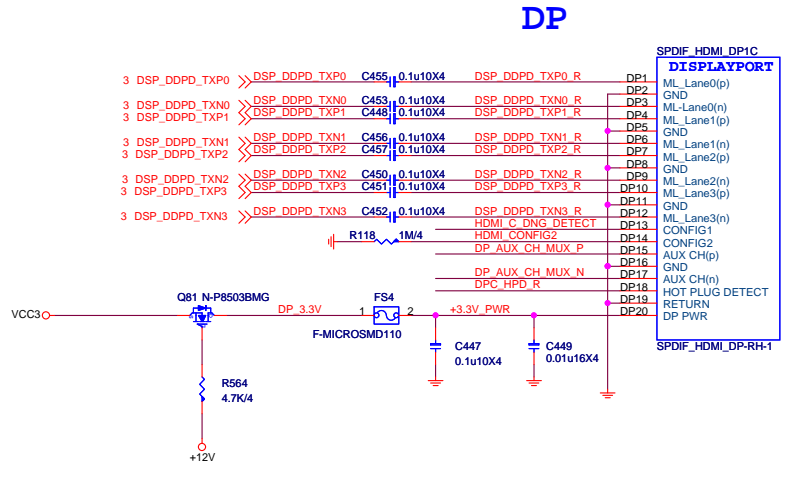 DP
SPDIF_HDMI_DP1C
DISPLAYPORT
3 DSP_DDPD_TXP0 DSP_DDPD_TXP0 C455 0.1u10X4 DSP_DDPD_TXP0_R DP1 ML_Lane0(p)
DP2 GND
3 DSP_DDPD_TXN0 DSP_DDPD_TXN0 C453 0.1u10X4 DSP_DDPD_TXN0_R DP3 ML-Lane0(n)
3 DSP_DDPD_TXP1 DSP_DDPD_TXP1 C448 0.1u10X4 DSP_DDPD_TXP1_R DP4 ML_Lane1(p)
DP5 GND
3 DSP_DDPD_TXN1 DSP_DDPD_TXN1 C456 0.1u10X4 DSP_DDPD_TXN1_R DP6 ML_Lane1(n)
3 DSP_DDPD_TXP2 DSP_DDPD_TXP2 C457 0.1u10X4 DSP_DDPD_TXP2_R DP7 ML_Lane2(p)
DP8 GND
3 DSP_DDPD_TXN2 DSP_DDPD_TXN2 C450 0.1u10X4 DSP_DDPD_TXN2_R DP9 ML_Lane2(n)
3 DSP_DDPD_TXP3 DSP_DDPD_TXP3 C451 0.1u10X4 DSP_DDPD_TXP3_R DP10 ML_Lane3(p)
DP11 GND
3 DSP_DDPD_TXN3 DSP_DDPD_TXN3 C452 0.1u10X4 DSP_DDPD_TXN3_R DP12 ML_Lane3(n)
HDMI_C_DNG_DETECT DP13 CONFIG1
R118 1M/4 HDMI_CONFIG2 DP14 CONFIG2
DP_AUX_CH_MUX_P DP15 AUX CH(p)
DP16 GND
DP_AUX_CH_MUX_N DP17 AUX CH(n)
DPC_HPD_R DP18 HOT PLUG DETECT
DP19 RETURN
Q81 N-P8503BMG FS4
VCC3 DP_3.3V 1 2 +3.3V_PWR DP20 DP PWR
F-MICROSMD110
SPDIF_HDMI_DP-RH-1
C447
0.1u10X4
C449
0.01u16X4
R564
4.7K/4
+12V